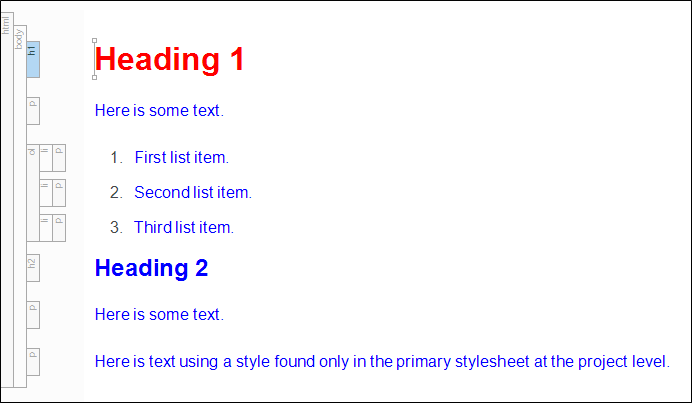 html
body
h1
Heading 1
p
Here is some text.
ol
li
p
1. First list item.
li
p
2. Second list item.
li
p
3. Third list item.
h2
Heading 2
p
Here is some text.
p
Here is text using a style found only in the primary stylesheet at the project level.